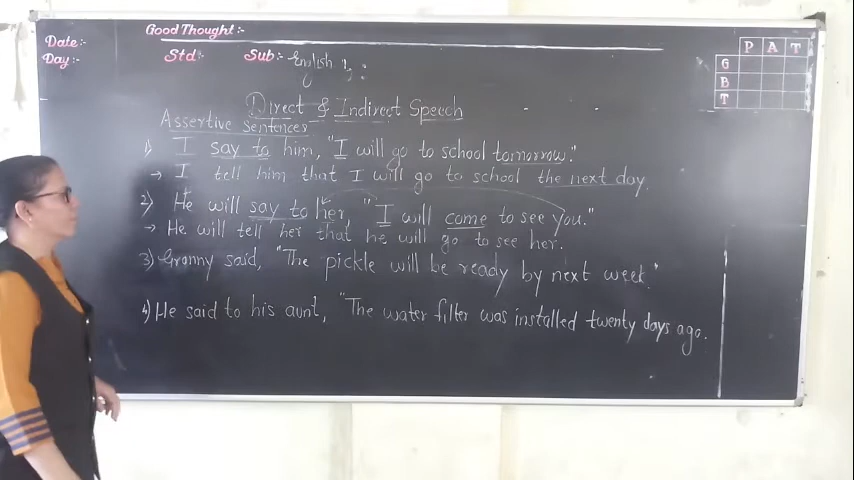 Good Thought:-
Date:-
Day:-
Std:- Sub:- English
P A T
G
B
T
Direct & Indirect Speech
Assertive sentences
1) I say to him, "I will go to school tomorrow."
→ I tell him that I will go to school the next day.
2) He will say to her, "I will come to see you."
→ He will tell her that he will go to see her.
3) Granny said, "The pickle will be ready by next week."
4) He said to his aunt, "The water filter was installed twenty days ago.